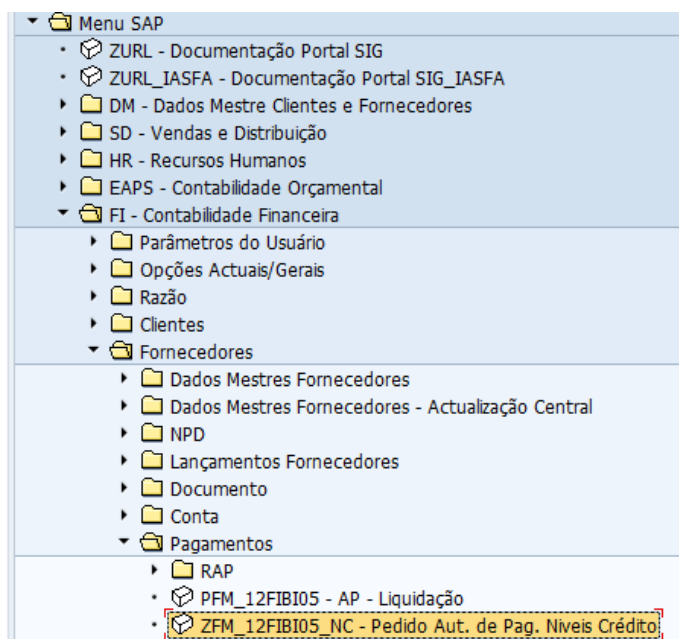 Menu SAP
ZURL - Documentação Portal SIG
ZURL_IASFA - Documentação Portal SIG_IASFA
DM - Dados Mestre Clientes e Fornecedores
SD - Vendas e Distribuição
HR - Recursos Humanos
EAPS - Contabilidade Orçamental
FI - Contabilidade Financeira
Parâmetros do Usuário
Opções Actuais/Gerais
Razão
Clientes
Fornecedores
Dados Mestres Fornecedores
Dados Mestres Fornecedores - Actualização Central
NPD
Lançamentos Fornecedores
Documento
Conta
Pagamentos
RAP
PFM_12FIBI05 - AP - Liquidação
ZFM_12FIBI05_NC - Pedido Aut. de Pag. Niveis Crédito